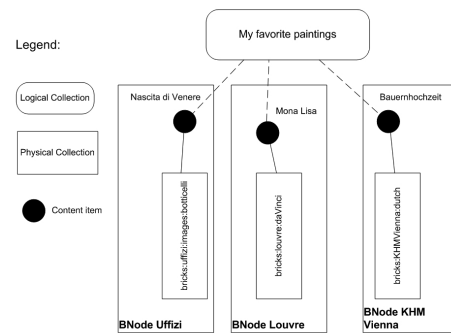 My favorite paintings
Legend:
Logical Collection
Physical Collection
Content item
Nascita di Venere
bricks:uffizi:images:botticelli
BNode Uffizi
Mona Lisa
bricks:louvre:daVinci
BNode Louvre
Bauernhochzeit
bricks:KHMVienna:dutch
BNode KHM
Vienna